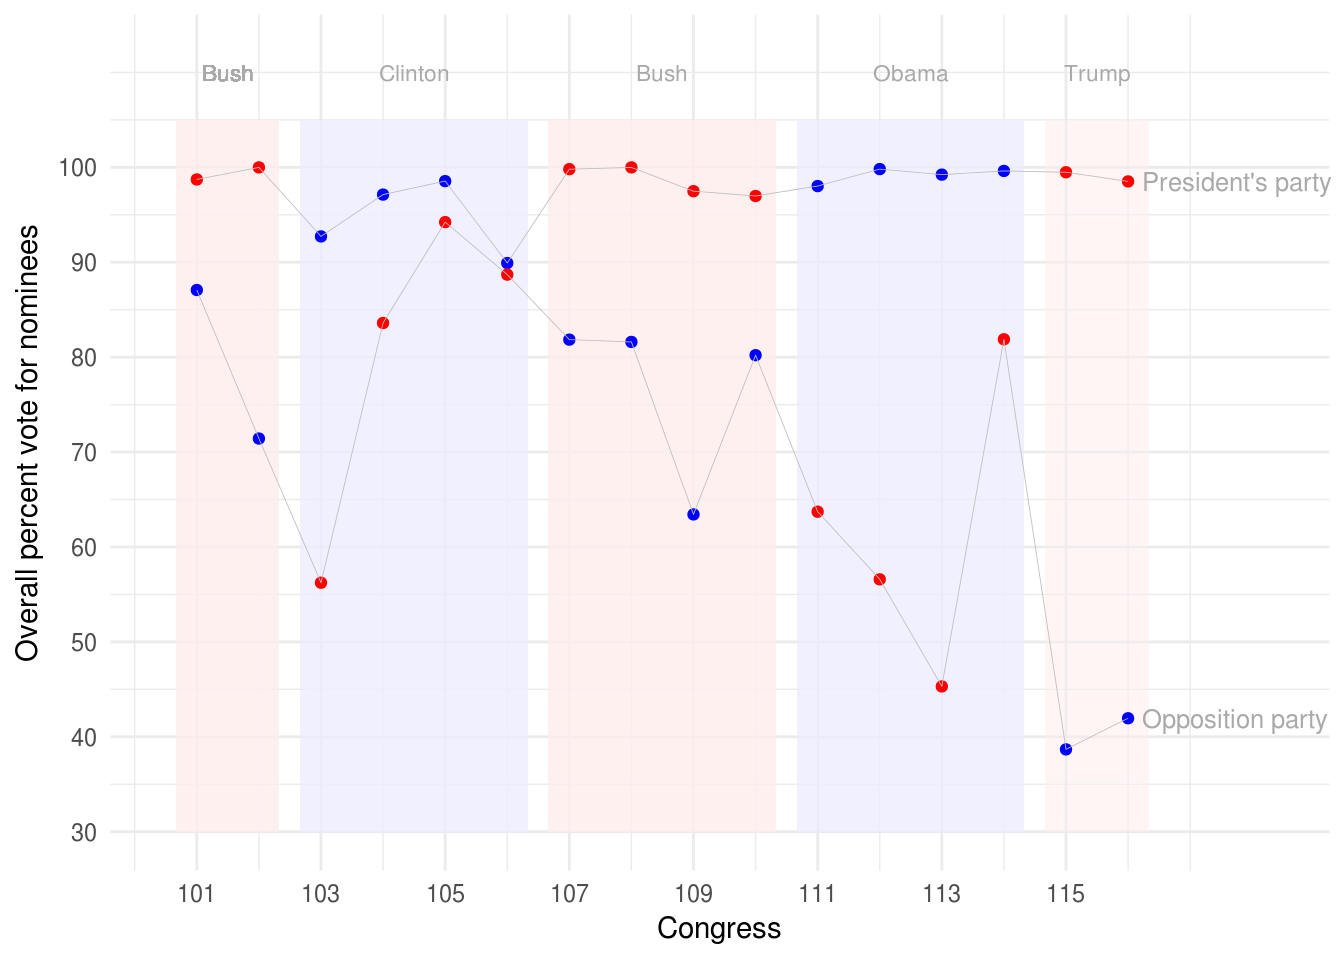 Bush Clinton Bush Obama Trump
100
90
80
70
60
50
40
30
President's party
Opposition party
Overall percent vote for nominees
101 103 105 107 109 111 113 115
Congress